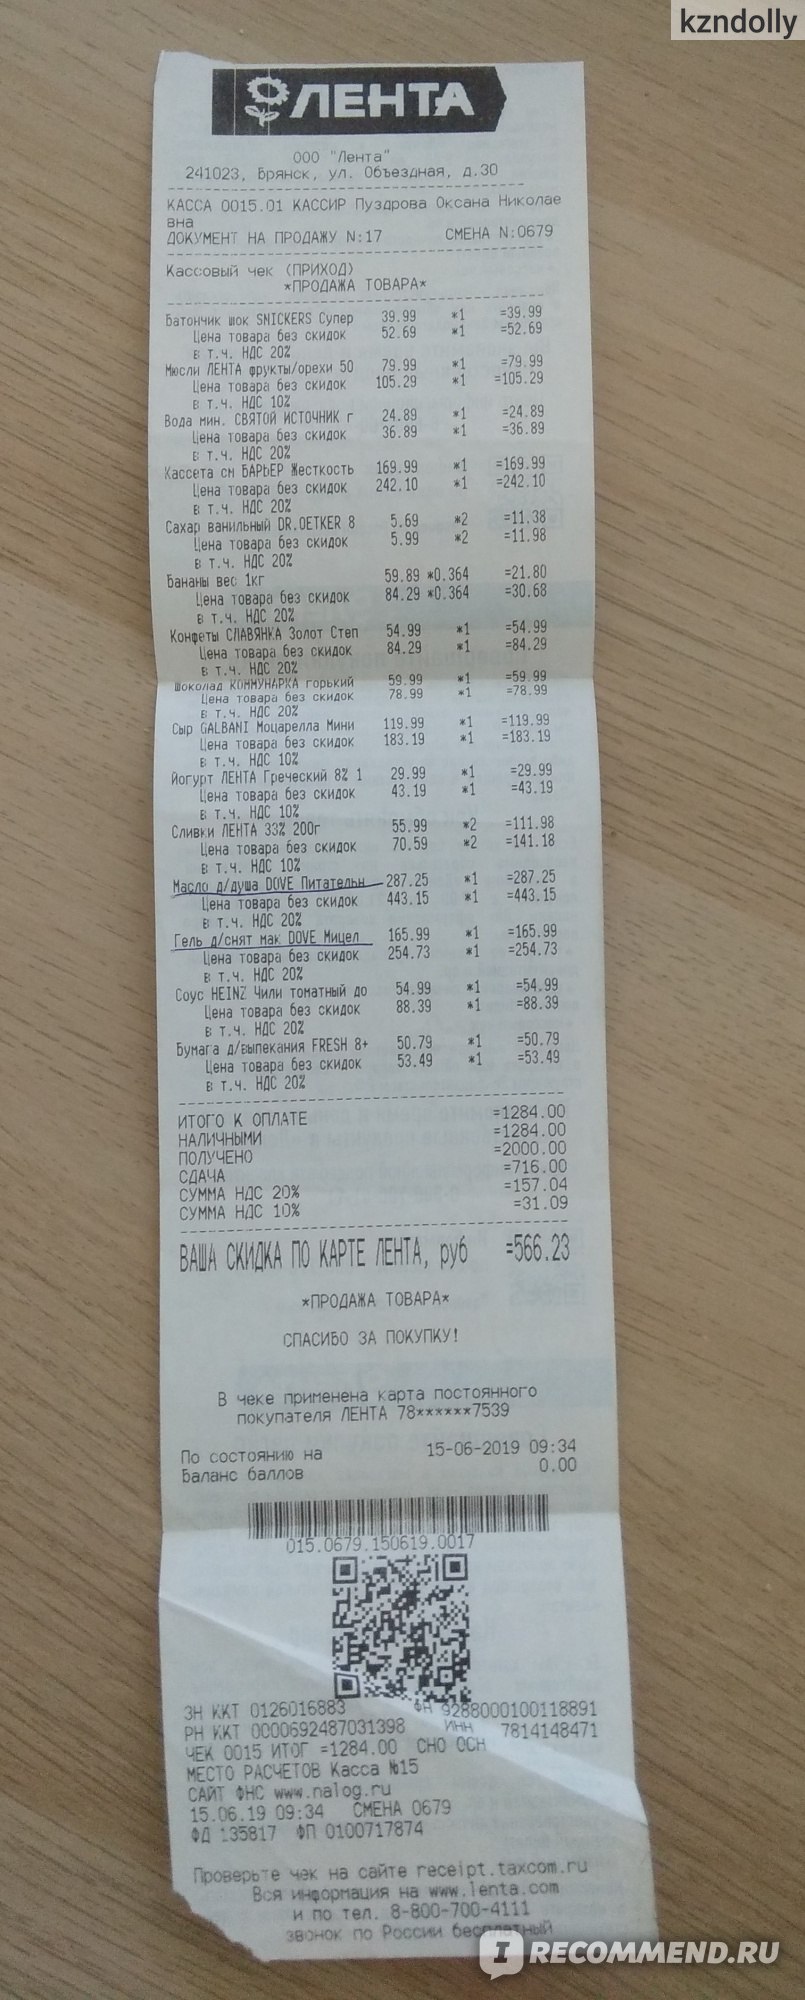 kzndolly
ЛЕНТА
ООО "Лента"
241023, Брянск, ул. Объездная, д.30
КАССА 0015.01 КАССИР Пуздрова Оксана Николае
вна
ДОКУМЕНТ НА ПРОДАЖУ N:17 СМЕНА N:0679
Кассовый чек (ПРИХОД)
*ПРОДАЖА ТОВАРА*
Батончик шок SNICKERS Супер 39.99 *1 =39.99
Цена товара без скидок 52.69 *1 =52.69
в т.ч. НДС 20%
Мюсли ЛЕНТА фрукты/орехи 50 79.99 *1 =79.99
Цена товара без скидок 105.29 *1 =105.29
в т.ч. НДС 10%
Вода мин. СВЯТОЙ ИСТОЧНИК г 24.89 *1 =24.89
Цена товара без скидок 36.89 *1 =36.89
в т.ч. НДС 20%
Кассета см БАРЬЕР Жесткость 169.99 *1 =169.99
Цена товара без скидок 242.10 *1 =242.10
в т.ч. НДС 20%
Сахар ванильный DR.OETKER 8 5.69 *2 =11.38
Цена товара без скидок 5.99 *2 =11.98
в т.ч. НДС 20%
Бананы вес 1кг 59.89 *0.364 =21.80
Цена товара без скидок 84.29 *0.364 =30.68
в т.ч. НДС 20%
Конфеты СЛАВЯНКА Золот Степ 54.99 *1 =54.99
Цена товара без скидок 84.29 *1 =84.29
в т.ч. НДС 20%
Шоколад КОММУНАРКА горький 59.99 *1 =59.99
Цена товара без скидок 78.99 *1 =78.99
в т.ч. НДС 20%
Сыр GALBANI Моцарелла Мини 119.99 *1 =119.99
Цена товара без скидок 183.19 *1 =183.19
в т.ч. НДС 10%
Йогурт ЛЕНТА Греческий 8% 1 29.99 *1 =29.99
Цена товара без скидок 43.19 *1 =43.19
в т.ч. НДС 10%
Сливки ЛЕНТА 33% 200г 55.99 *2 =111.98
Цена товара без скидок 70.59 *2 =141.18
в т.ч. НДС 10%
Масло д/душа DOVE Питательн 287.25 *1 =287.25
Цена товара без скидок 443.15 *1 =443.15
в т.ч. НДС 20%
Гель д/снят мак DOVE Мицел 165.99 *1 =165.99
Цена товара без скидок 254.73 *1 =254.73
в т.ч. НДС 20%
Соус HEINZ Чили томатный до 54.99 *1 =54.99
Цена товара без скидок 88.39 *1 =88.39
в т.ч. НДС 20%
Бумага д/выпекания FRESH 8+ 50.79 *1 =50.79
Цена товара без скидок 53.49 *1 =53.49
в т.ч. НДС 20%
ИТОГО К ОПЛАТЕ =1284.00
НАЛИЧНЫМИ =1284.00
ПОЛУЧЕНО =2000.00
СДАЧА =716.00
СУММА НДС 20% =157.04
СУММА НДС 10% =31.09
ВАША СКИДКА ПО КАРТЕ ЛЕНТА, руб =566.23
*ПРОДАЖА ТОВАРА*
СПАСИБО ЗА ПОКУПКУ!
В чеке применена карта постоянного
покупателя ЛЕНТА 78******7539
По состоянию на 15-06-2019 09:34
Баланс баллов 0.00
015.0679.150619.0017
ЗН ККТ 0126016883 ФН 9288000100118891
РН ККТ 0000692487031398 ИНН 7814148471
ЧЕК 0015 ИТОГ =1284.00 СНО ОСН
МЕСТО РАСЧЕТОВ Касса №15
САЙТ ФНС www.nalog.ru
15.06.19 09:34 СМЕНА 0679
ФД 135817 ФП 0100717874
Проверьте чек на сайте receipt.taxcom.ru
Вся информация на www.lenta.com
и по тел. 8-800-700-4111
звонок по России бесплатный
IRECOMMEND.RU